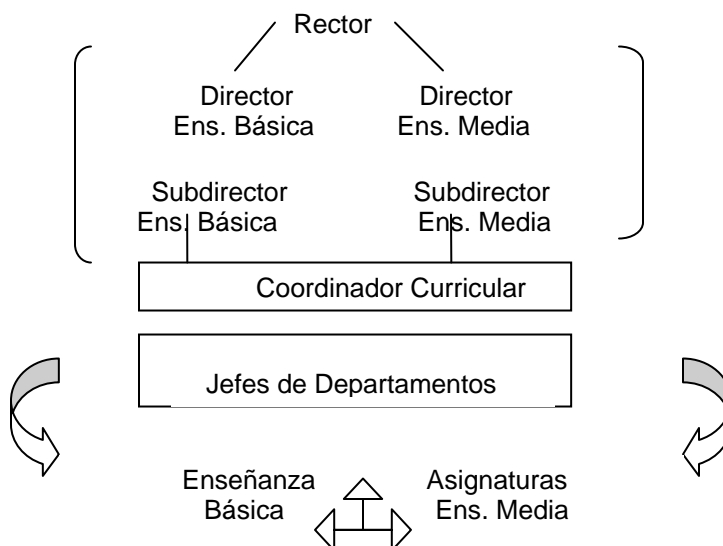 Rector
Director Director
Ens. Básica Ens. Media
Subdirector Subdirector
Ens. Básica Ens. Media
Coordinador Curricular
Jefes de Departamentos
Enseñanza Asignaturas
Básica Ens. Media